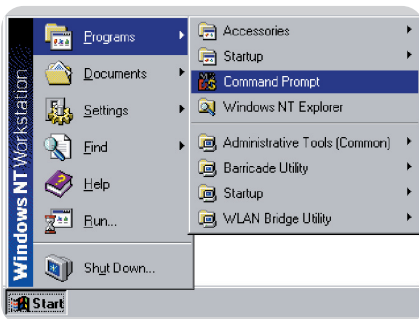 Windows NT Workstation
Programs
Documents
Settings
Find
Help
Run...
Shut Down...
Start
Accessories
Startup
Command Prompt
Windows NT Explorer
Administrative Tools (Common)
Barricade Utility
Startup
WLAN Bridge Utility